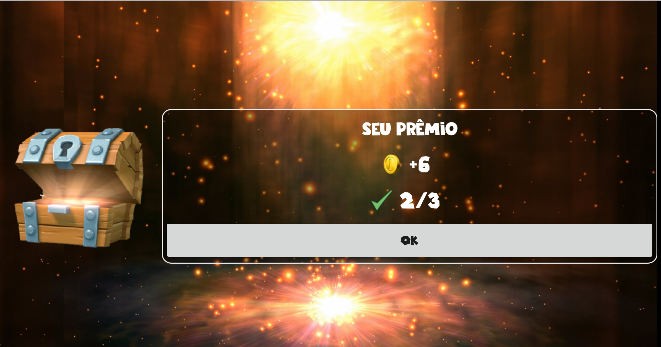 SEU PRÊMIO
+6
2/3
OK